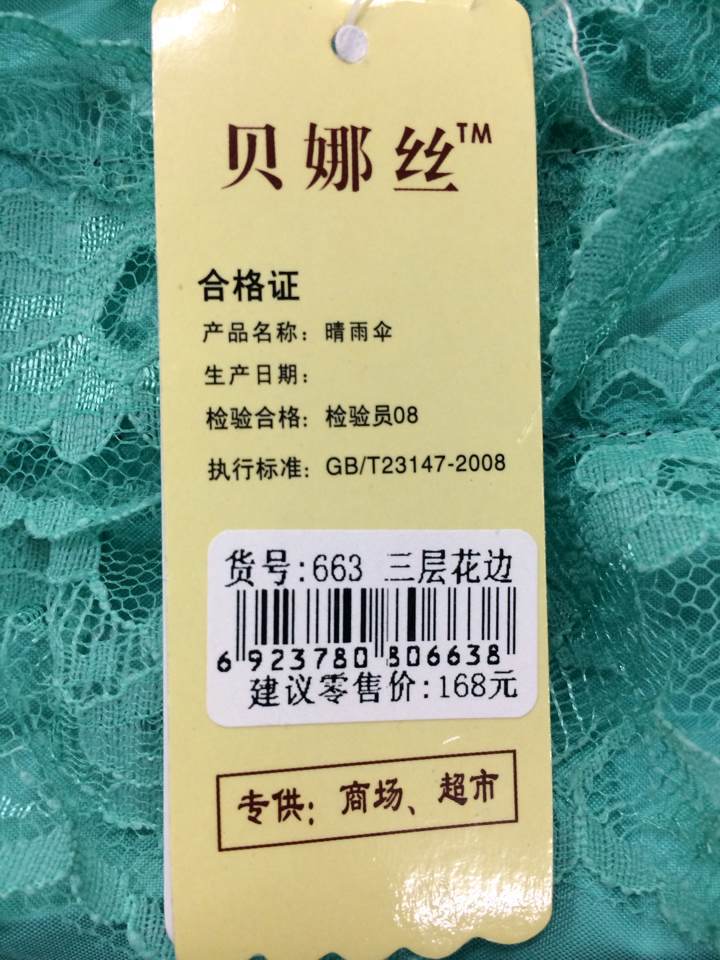 贝娜丝™
合格证
产品名称：晴雨伞
生产日期：
检验合格：检验员08
执行标准：GB/T23147-2008
货号:663 三层花边
6923780806638
建议零售价:168元
专供：商场、超市